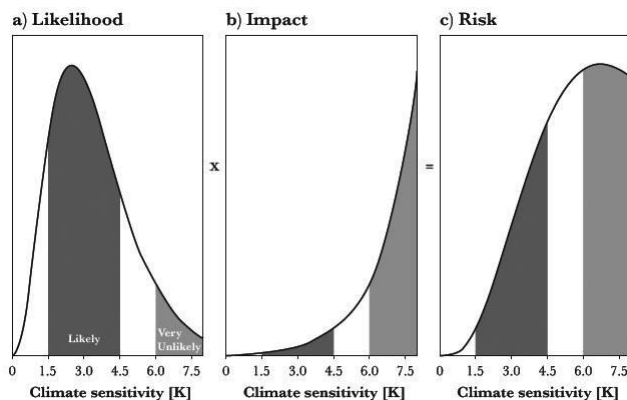 a) Likelihood
b) Impact
c) Risk
x
=
Likely
Very
Unlikely
0 1.5 3.0 4.5 6.0 7.5
0 1.5 3.0 4.5 6.0 7.5
0 1.5 3.0 4.5 6.0 7.5
Climate sensitivity [K]
Climate sensitivity [K]
Climate sensitivity [K]